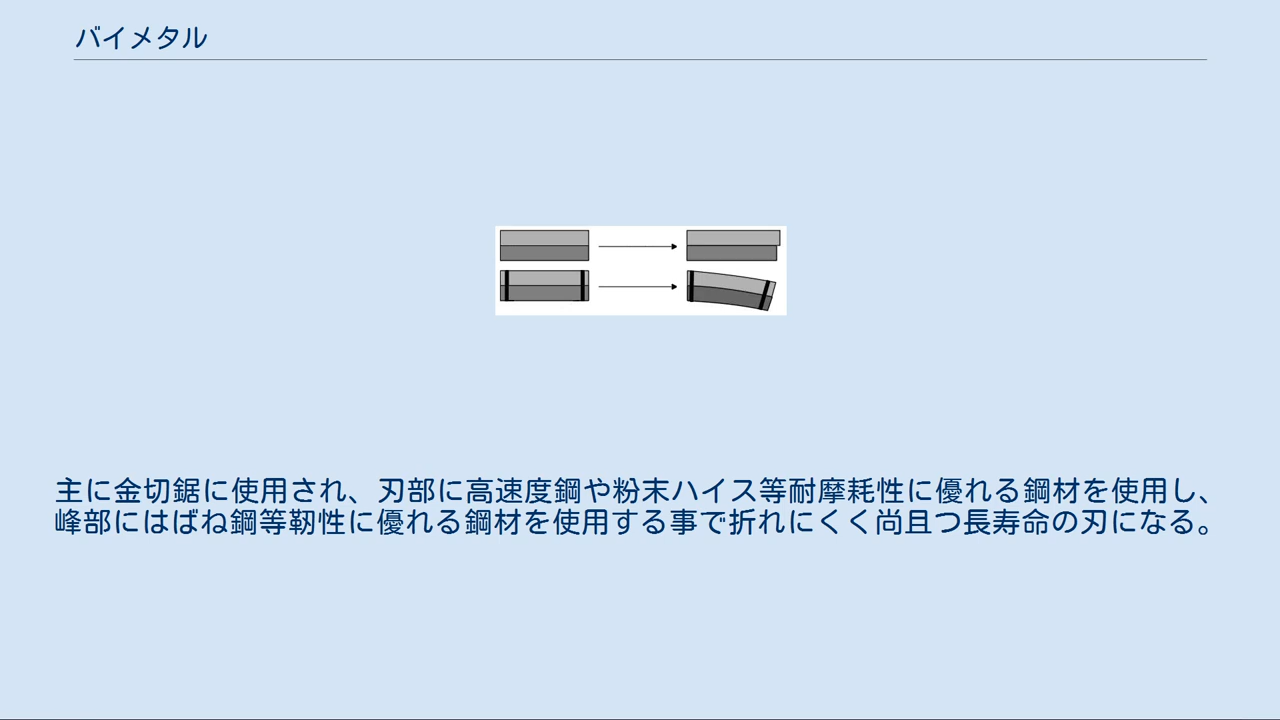 バイメタル
主に金切鋸に使用され、刃部に高速度鋼や粉末ハイス等耐摩耗性に優れる鋼材を使用し、
峰部にはばね鋼等靭性に優れる鋼材を使用する事で折れにくく尚且つ長寿命の刃になる。